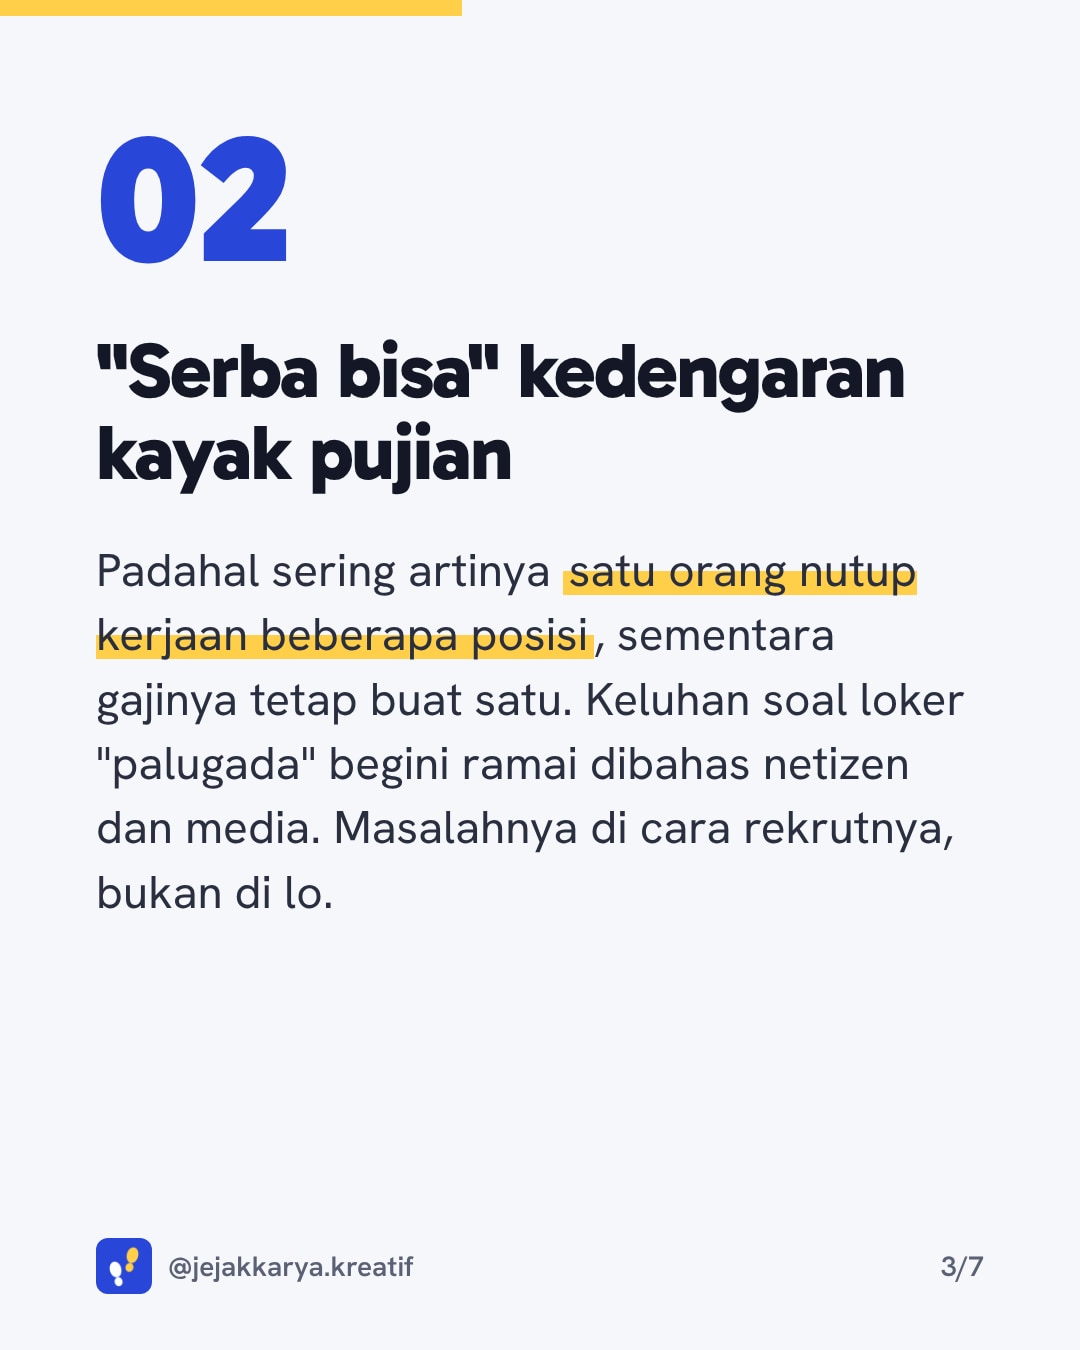 02
"Serba bisa" kedengaran
kayak pujian
Padahal sering artinya satu orang nutup
kerjaan beberapa posisi, sementara
gajinya tetap buat satu. Keluhan soal loker
"palugada" begini ramai dibahas netizen
dan media. Masalahnya di cara rekrutnya,
bukan di lo.
@jejakkarya.kreatif
3/7